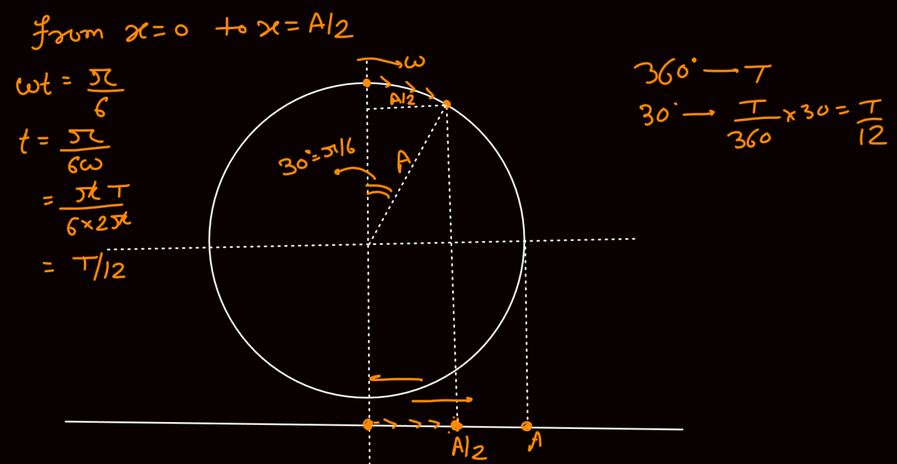 from x=0 to x=A/2
ωt = π/6
t = π/6ω
= πT/6×2π
= T/12
ω
A/2
30°=π/6
A
360° — T
30° — T/360 ×30 = T/12
A/2
A